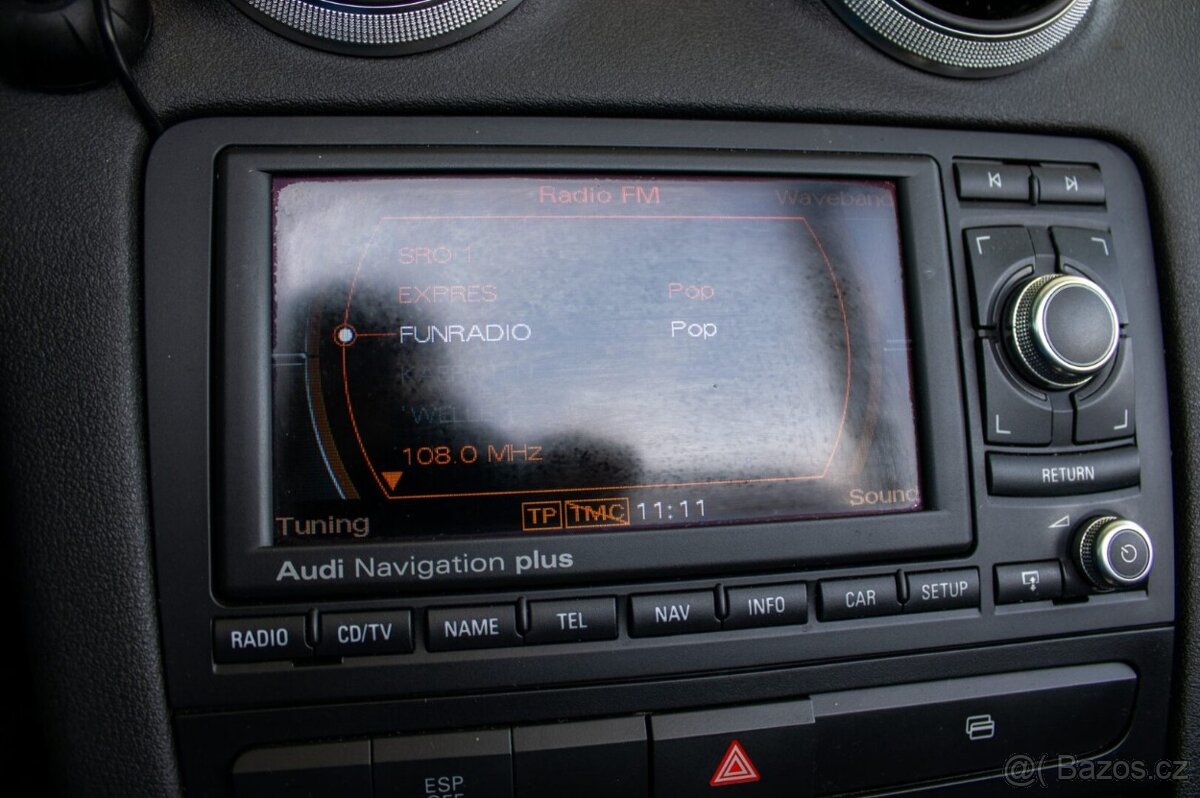 Radio FM
Waveband
SRO 1
EXPRES Pop
FUNRADIO Pop
108.0 MHz
Tuning
TP TMC 11:11
Sound
Audi Navigation plus
RETURN
RADIO CD/TV NAME TEL NAV INFO CAR SETUP
ESP
OFF
@( Bazos.cz